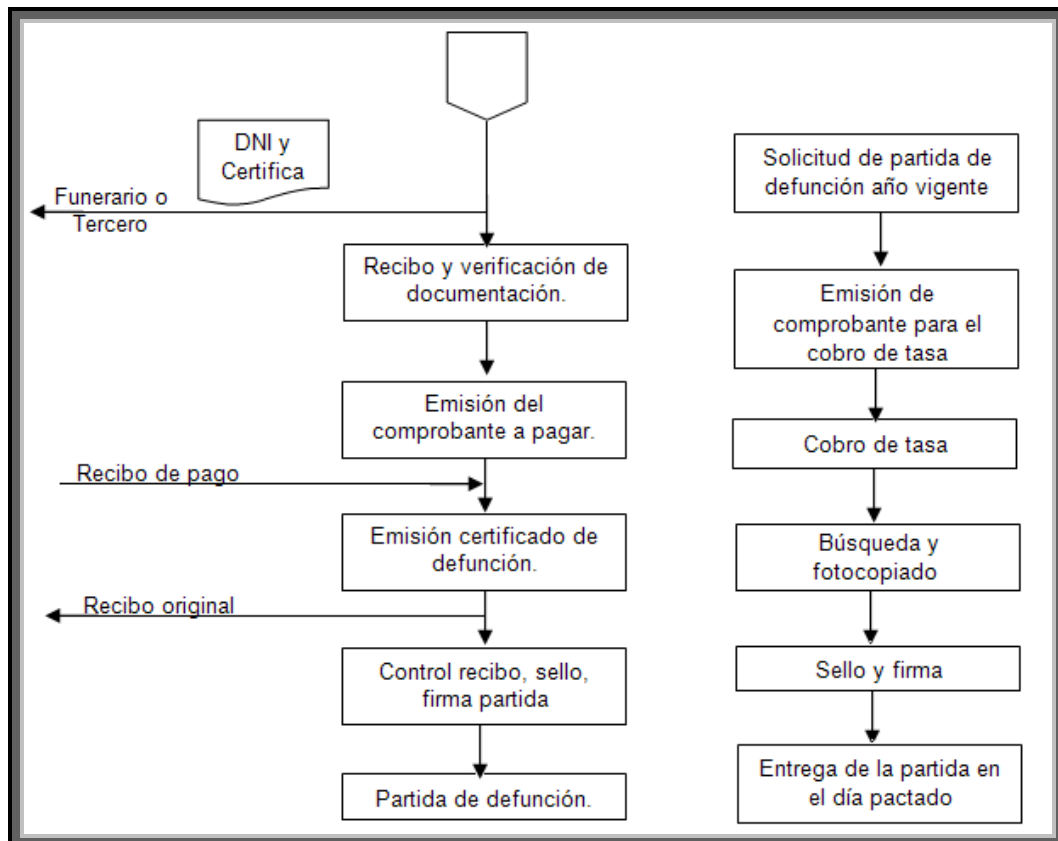 DNI y
Certifica
Funerario o
Tercero
Recibo y verificación de
documentación.
Emisión del
comprobante a pagar.
Recibo de pago
Emisión certificado de
defunción.
Recibo original
Control recibo, sello,
firma partida
Partida de defunción.
Solicitud de partida de
defunción año vigente
Emisión de
comprobante para el
cobro de tasa
Cobro de tasa
Búsqueda y
fotocopiado
Sello y firma
Entrega de la partida en
el día pactado